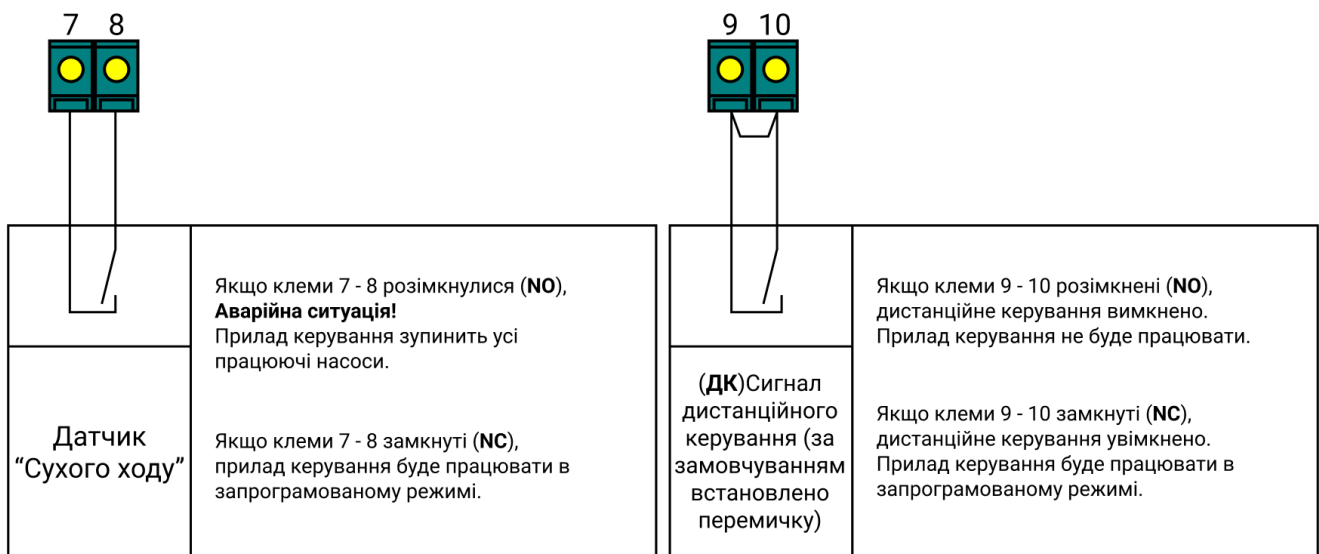 7 8
Якщо клеми 7 - 8 розімкнулися (NO),
Аварійна ситуація!
Прилад керування зупинить усі
працюючі насоси.
Датчик
“Сухого ходу”
Якщо клеми 7 - 8 замкнуті (NC),
прилад керування буде працювати в
запрограмованому режимі.
9 10
Якщо клеми 9 - 10 розімкнені (NO),
дистанційне керування вимкнено.
Прилад керування не буде працювати.
(ДК)Сигнал
дистанційного
керування (за
замовчуванням
встановлено
перемичку)
Якщо клеми 9 - 10 замкнуті (NC),
дистанційне керування увімкнено.
Прилад керування буде працювати в
запрограмованому режимі.